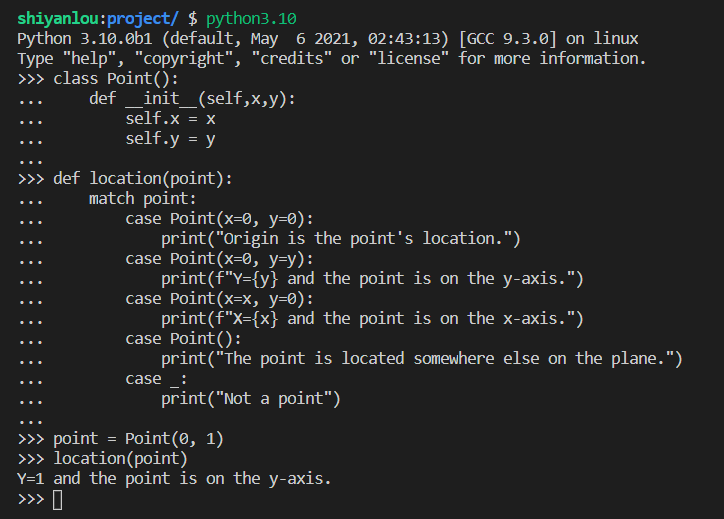 shiyanlou:project/ $ python3.10
Python 3.10.0b1 (default, May  6 2021, 02:43:13) [GCC 9.3.0] on linux
Type "help", "copyright", "credits" or "license" for more information.
>>> class Point():
...     def __init__(self,x,y):
...         self.x = x
...         self.y = y
...
>>> def location(point):
...     match point:
...         case Point(x=0, y=0):
...             print("Origin is the point's location.")
...         case Point(x=0, y=y):
...             print(f"Y={y} and the point is on the y-axis.")
...         case Point(x=x, y=0):
...             print(f"X={x} and the point is on the x-axis.")
...         case Point():
...             print("The point is located somewhere else on the plane.")
...         case _:
...             print("Not a point")
...
>>> point = Point(0, 1)
>>> location(point)
Y=1 and the point is on the y-axis.
>>>